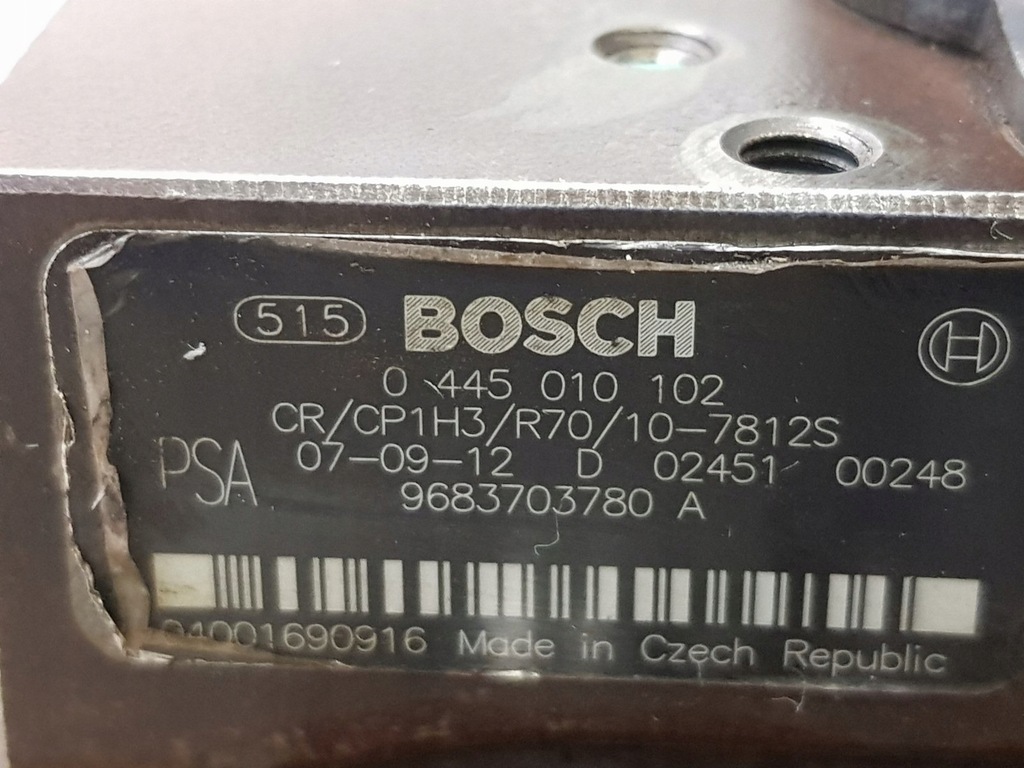 515 BOSCH
0 445 010 102
CR/CP1H3/R70/10-7812S
PSA 07-09-12 D 02451 00248
9683703780 A
04001690916 Made in Czech Republic